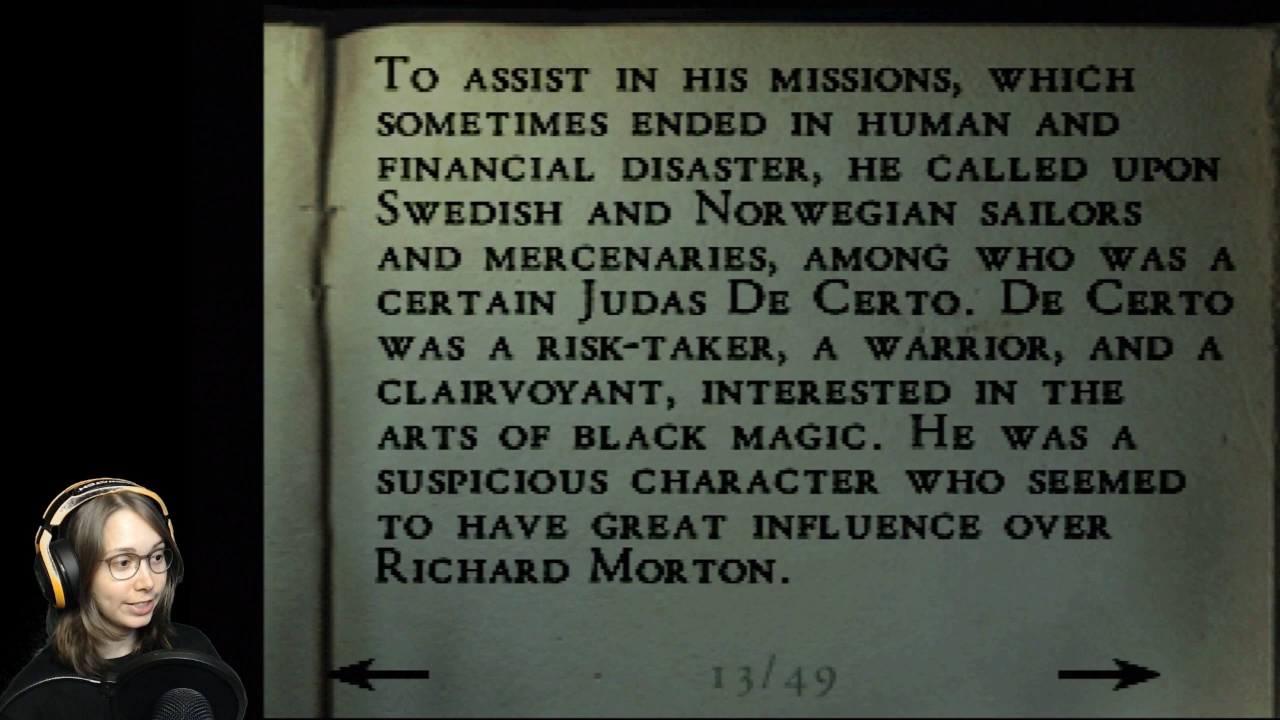 To assist in his missions, which
sometimes ended in human and
financial disaster, he called upon
Swedish and Norwegian sailors
and mercenaries, among who was a
certain Judas De Certo. De Certo
was a risk-taker, a warrior, and a
clairvoyant, interested in the
arts of black magic. He was a
suspicious character who seemed
to have great influence over
Richard Morton.
13/49